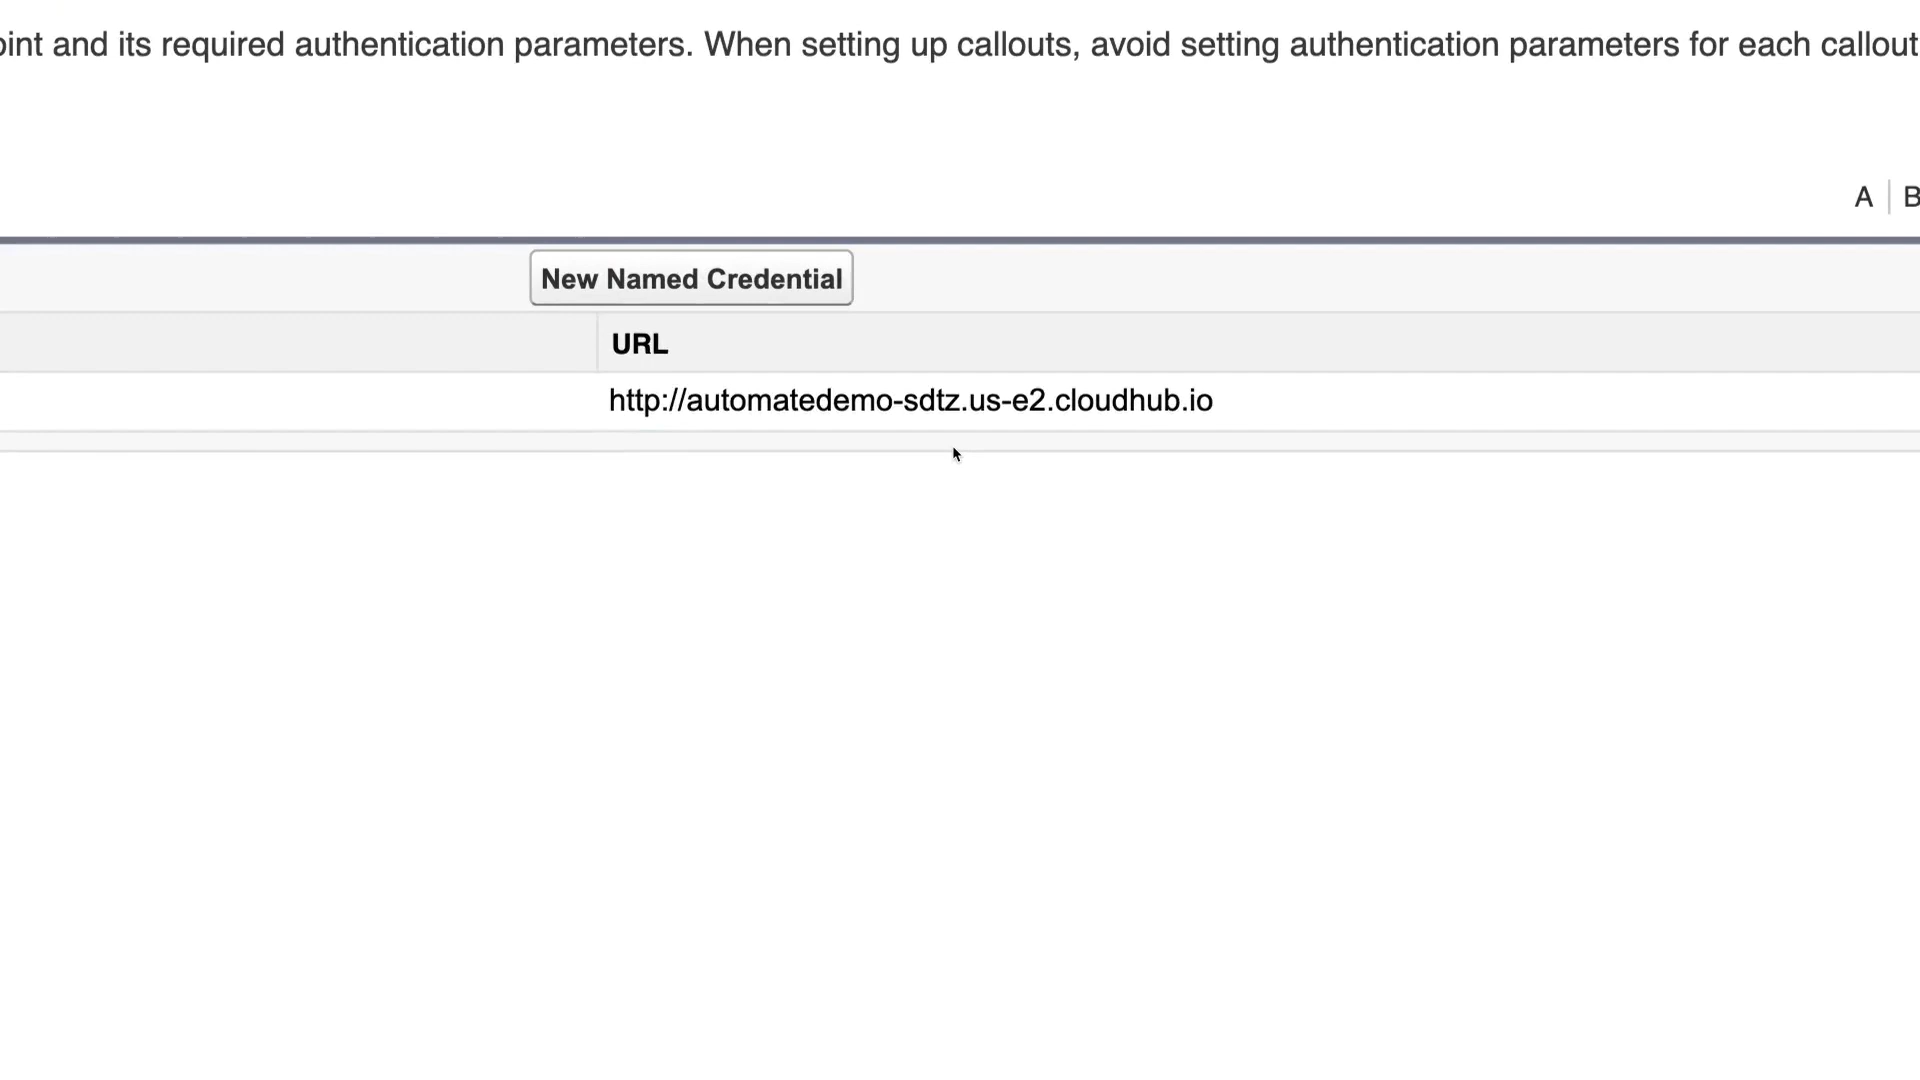 and its required authentication parameters. When setting up callouts, avoid setting authentication parameters for each callout
A | B
New Named Credential
URL
http://automatedemo-sdtz.us-e2.cloudhub.io